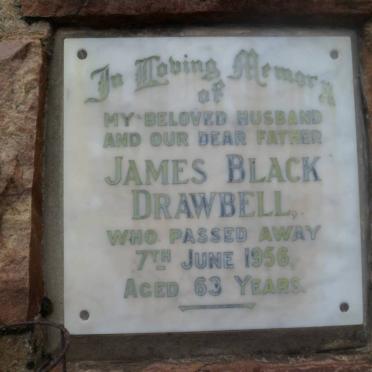 In Loving Memory
of
MY BELOVED HUSBAND
AND OUR DEAR FATHER
JAMES BLACK
DRAWBELL,
WHO PASSED AWAY
7TH JUNE 1956,
AGED 63 YEARS.